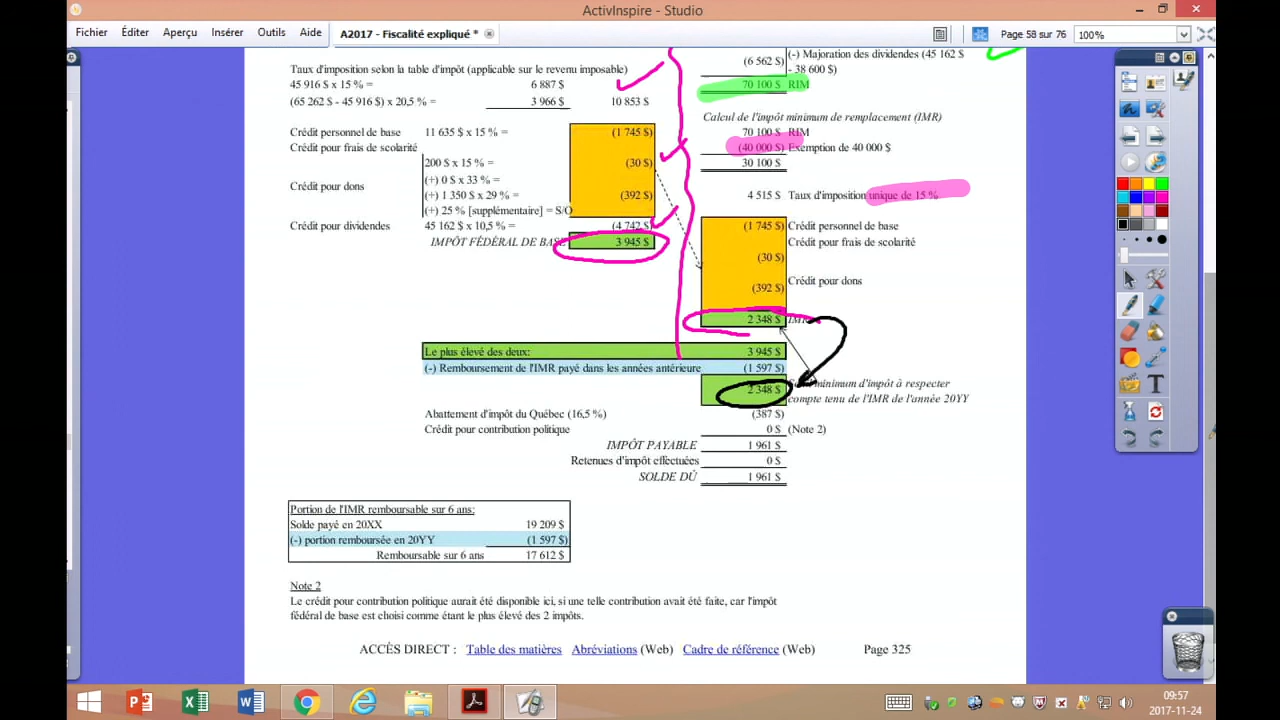 ActivInspire - Studio
Fichier Éditer Aperçu Insérer Outils Aide A2017 - Fiscalité expliqué * Page 58 sur 76 100%
(-) Majoration des dividendes (45 162 $
(6 562 $) - 38 600 $)
Taux d'imposition selon la table d'impôt (applicable sur le revenu imposable)
45 916 $ x 15 % = 6 887 $ 70 100 $ RIM
(65 262 $ - 45 916 $) x 20,5 % = 3 966 $ 10 853 $
Calcul de l'impôt minimum de remplacement (IMR)
Crédit personnel de base 11 635 $ x 15 % = (1 745 $) 70 100 $ RIM
Crédit pour frais de scolarité (40 000 $) Exemption de 40 000 $
200 $ x 15 % = (30 $) 30 100 $
(+) 0 $ x 33 % =
Crédit pour dons
(+) 1 350 $ x 29 % = (392 $) 4 515 $ Taux d'imposition unique de 15 %
(+) 25 % [supplémentaire] = S/O
Crédit pour dividendes 45 162 $ x 10,5 % = (4 742 $) (1 745 $) Crédit personnel de base
IMPÔT FÉDÉRAL DE BASE 3 945 $ Crédit pour frais de scolarité
(30 $)
Crédit pour dons
(392 $)
2 348 $ IMR
Le plus élevé des deux: 3 945 $
(-) Remboursement de l'IMR payé dans les années antérieure (1 597 $)
2 348 $ minimum d'impôt à respecter
compte tenu de l'IMR de l'année 20YY
Abattement d'impôt du Québec (16,5 %) (387 $)
Crédit pour contribution politique 0 $ (Note 2)
IMPÔT PAYABLE 1 961 $
Retenues d'impôt effectuées 0 $
SOLDE DÛ 1 961 $
Portion de l'IMR remboursable sur 6 ans:
Solde payé en 20XX 19 209 $
(-) portion remboursée en 20YY (1 597 $)
Remboursable sur 6 ans 17 612 $
Note 2
Le crédit pour contribution politique aurait été disponible ici, si une telle contribution avait été faite, car l'impôt
fédéral de base est choisi comme étant le plus élevé des 2 impôts.
ACCÈS DIRECT : Table des matières Abréviations (Web) Cadre de référence (Web) Page 325
09:57
2017-11-24